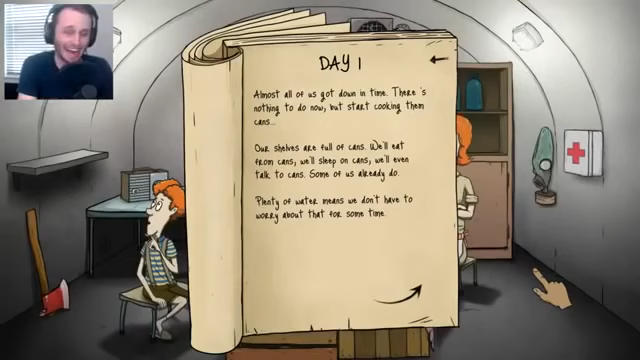 DAY 1
Almost all of us got down in time. There's
nothing to do now, but start cooking them
cans...
Our shelves are full of cans. We'll eat
from cans, we'll sleep on cans, we'll even
talk to cans. Some of us already do.
Plenty of water means we don't have to
worry about that for some time.